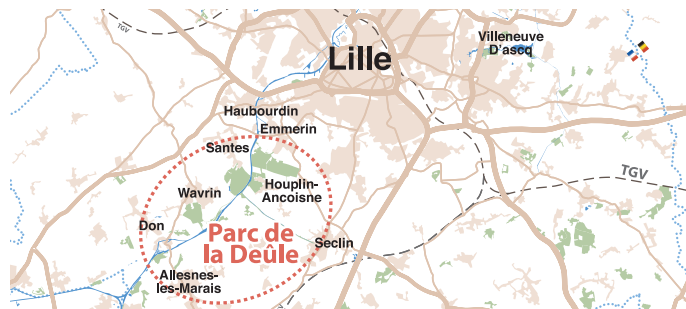 TGV
Villeneuve
D'ascq
Lille
Haubourdin
Emmerin
Santes
Wavrin
Houplin-
Ancoisne
TGV
Don
Parc de
la Deûle
Seclin
Allesnes-
les-Marais